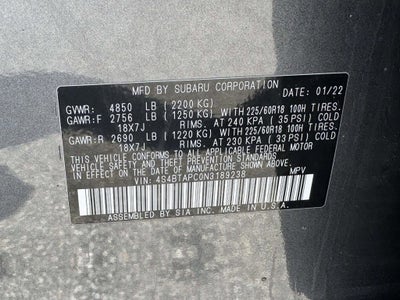 MFD. BY SUBARU CORPORATION DATE: 01/22
GVWR: 4850 LB (2200 KG)
GAWR:F 2756 LB (1250 KG) WITH 225/60R18 100H TIRES.
18X7J RIMS. AT 240 KPA ( 35 PSI) COLD
GAWR:R 2690 LB (1220 KG) WITH 225/60R18 100H TIRES.
18X7J RIMS. AT 230 KPA ( 33 PSI) COLD
THIS VEHICLE CONFORMS TO ALL APPLICABLE FEDERAL MOTOR
VEHICLE SAFETY AND THEFT PREVENTION STANDARDS IN EFFECT
ON THE DATE OF MANUFACTURE SHOWN ABOVE.
VIN: 4S4BTAPC0N3189238 MPV
ASSEMBLED BY SIA INC. MADE IN U.S.A.